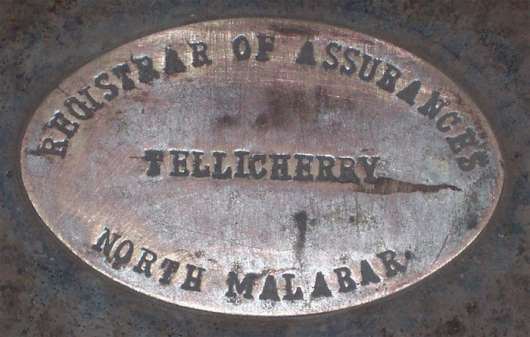 REGISTRAR OF ASSURANCES
TELLICHERRY
NORTH MALABAR.